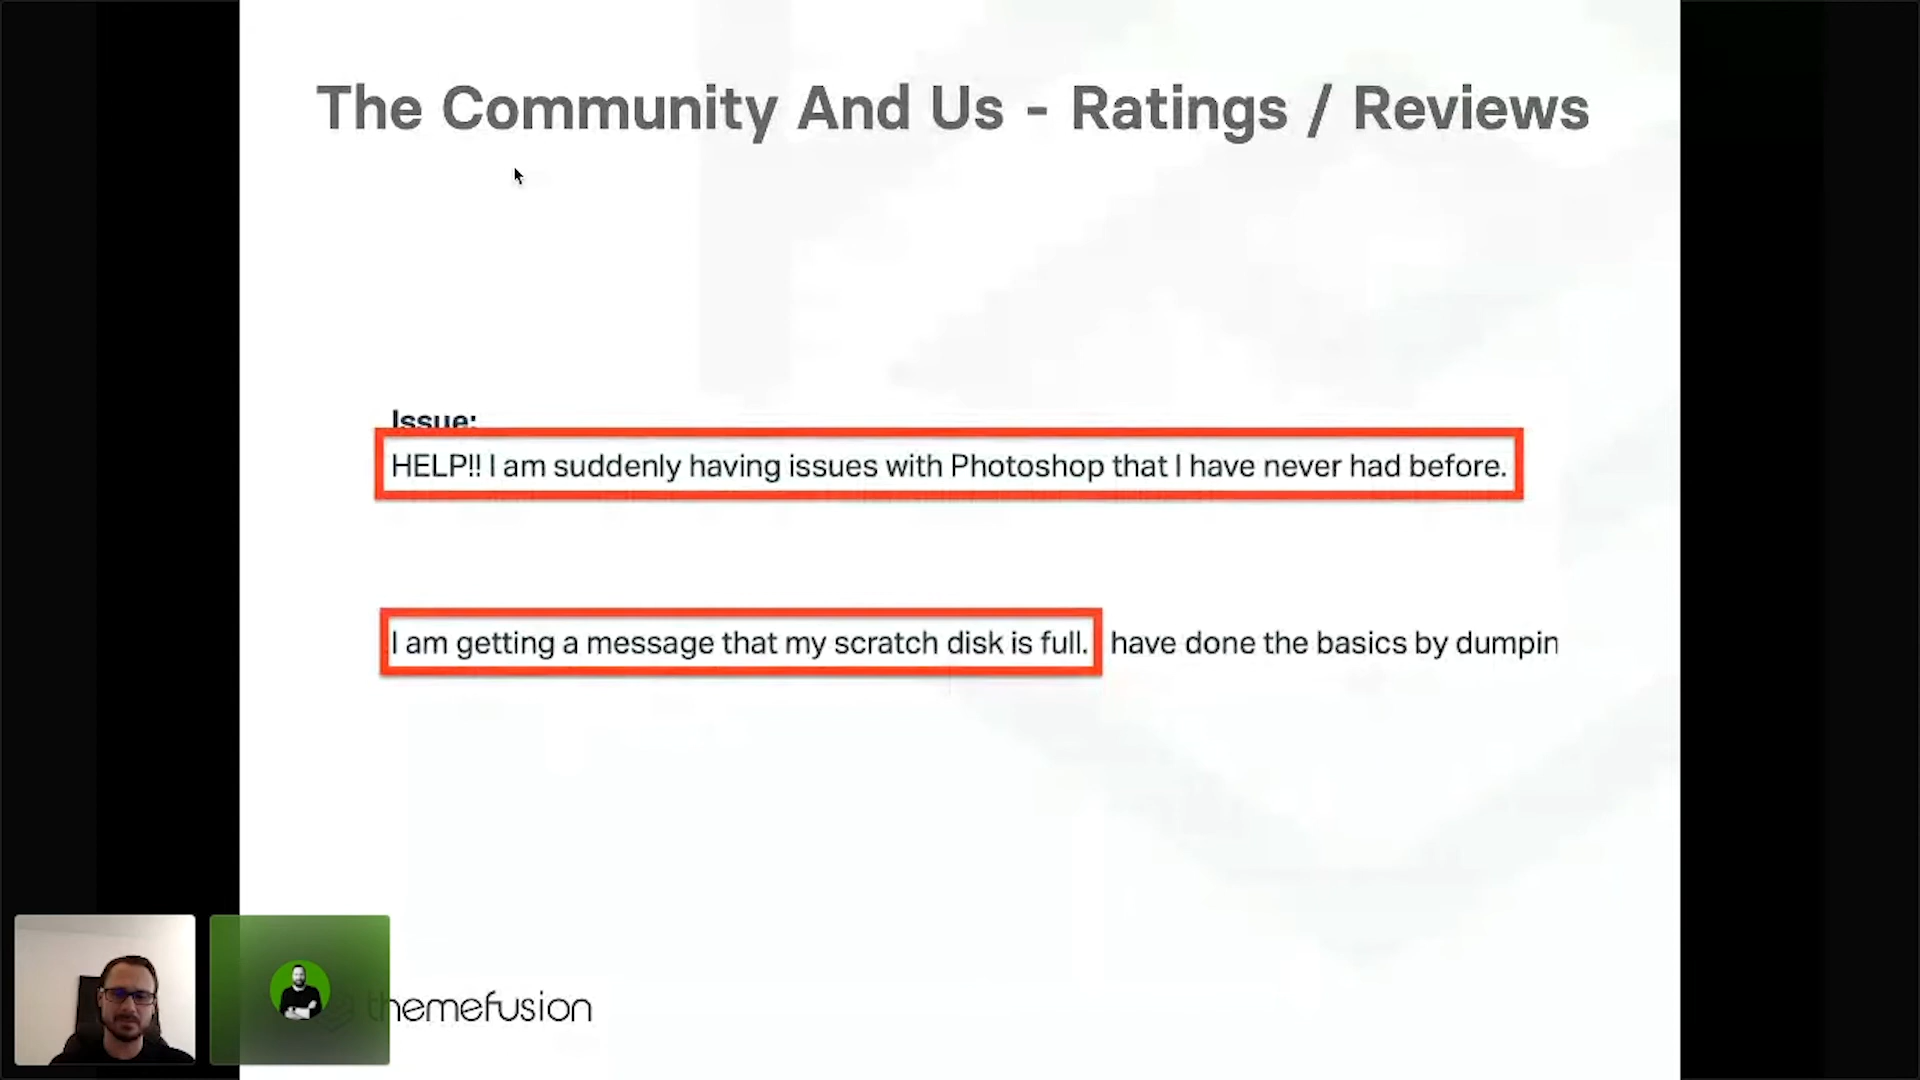 The Community And Us - Ratings / Reviews
Issue:
HELP!! I am suddenly having issues with Photoshop that I have never had before.
I am getting a message that my scratch disk is full. have done the basics by dumpin
themefusion